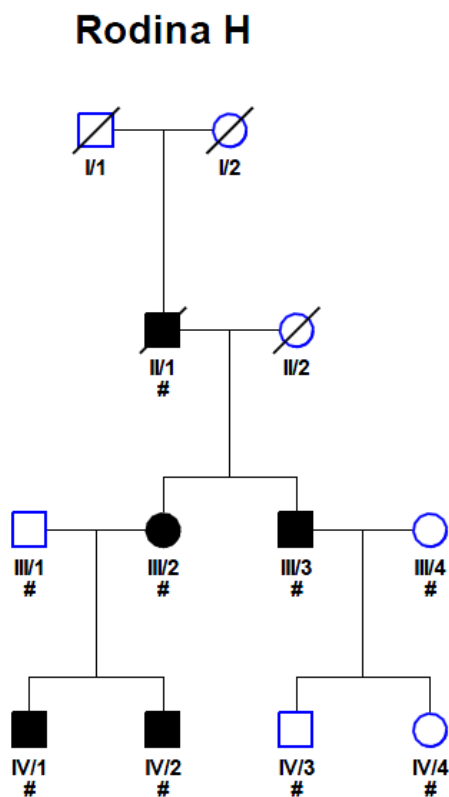 Rodina H
I/1 I/2
II/1 II/2
#
III/1 III/2 III/3 III/4
# # # #
IV/1 IV/2 IV/3 IV/4
# # # #